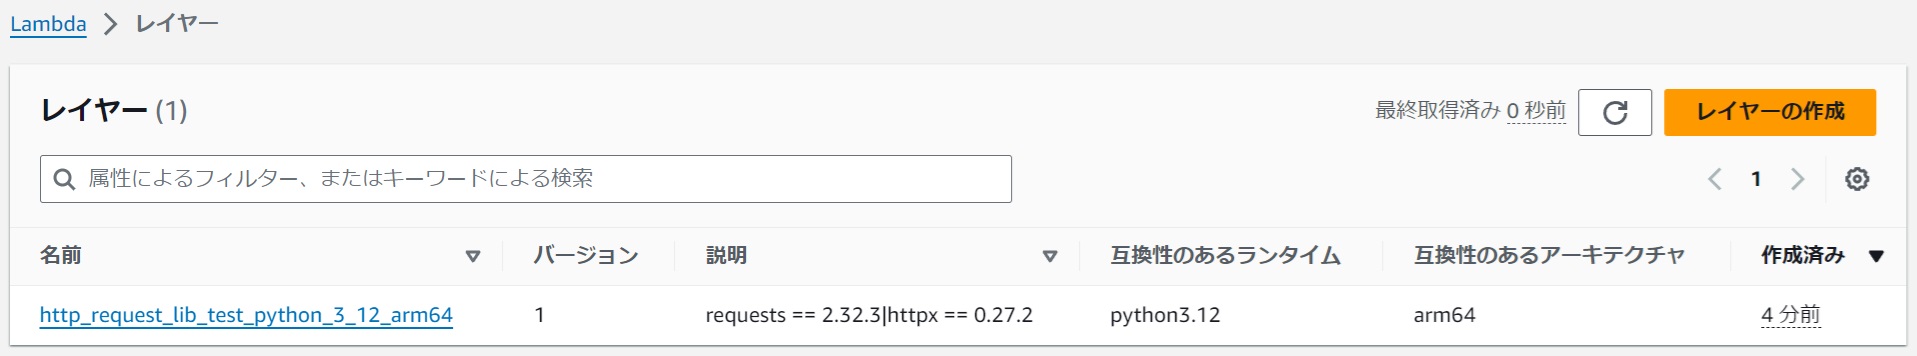 Lambda > レイヤー
レイヤー (1)
最終取得済み 0 秒前
レイヤーの作成
属性によるフィルター、またはキーワードによる検索
1
名前 バージョン 説明 互換性のあるランタイム 互換性のあるアーキテクチャ 作成済み
http_request_lib_test_python_3_12_arm64 1 requests == 2.32.3|httpx == 0.27.2 python3.12 arm64 4 分前